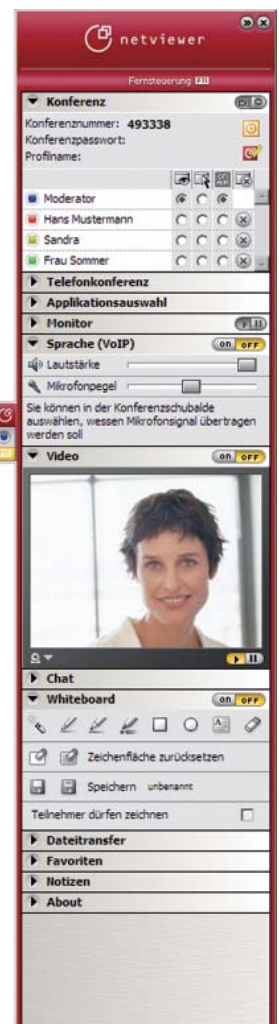 netviewer
Fernsteuerung F11
Konferenz
Konferenznummer: 493338
Konferenzpasswort:
Profilname:
Moderator
Hans Mustermann
Sandra
Frau Sommer
Telefonkonferenz
Applikationsauswahl
Monitor
Sprache (VoIP) on OFF
Lautstärke
Mikrofonpegel
Sie können in der Konferenzschubalde
auswählen, wessen Mikrofonsignal übertragen
werden soll
Video on OFF
Chat
Whiteboard on OFF
Zeichenfläche zurücksetzen
Speichern unbenannt
Teilnehmer dürfen zeichnen
Dateitransfer
Favoriten
Notizen
About